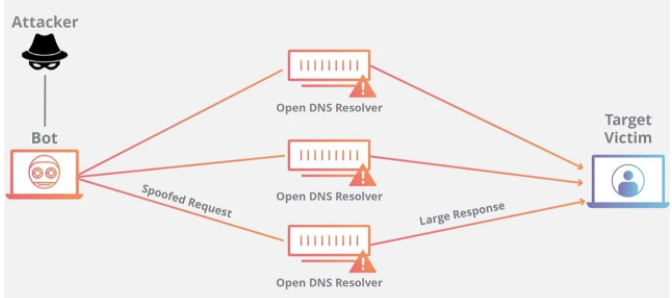 Attacker
Bot
Open DNS Resolver
Open DNS Resolver
Spoofed Request
Large Response
Open DNS Resolver
Target
Victim